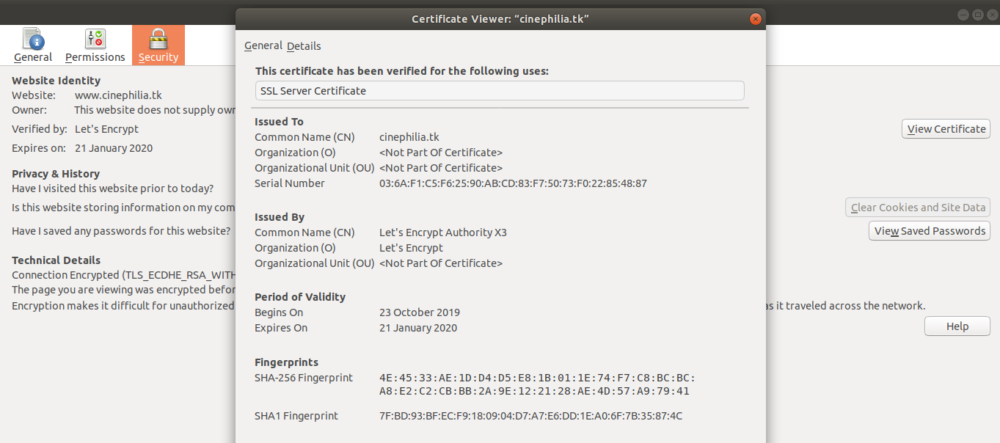 Certificate Viewer: “cinephilia.tk”
General
Permissions
Security
General Details
This certificate has been verified for the following uses:
SSL Server Certificate
Issued To
Common Name (CN) cinephilia.tk
Organization (O) <Not Part Of Certificate>
Organizational Unit (OU) <Not Part Of Certificate>
Serial Number 03:6A:F1:C5:F6:25:90:AB:CD:83:F7:50:73:F0:22:85:48:87
Issued By
Common Name (CN) Let's Encrypt Authority X3
Organization (O) Let's Encrypt
Organizational Unit (OU) <Not Part Of Certificate>
Period of Validity
Begins On 23 October 2019
Expires On 21 January 2020
Fingerprints
SHA-256 Fingerprint 4E:45:33:AE:1D:D4:D5:E8:1B:01:1E:74:F7:C8:BC:BC:
A8:E2:C2:CB:BB:2A:9E:12:21:28:AE:4D:57:A9:79:41
SHA1 Fingerprint 7F:BD:93:BF:EC:F9:18:09:04:D7:A7:E6:DD:1E:A0:6F:7B:35:87:4C
Website Identity
Website: www.cinephilia.tk
Owner: This website does not supply
Verified by: Let's Encrypt
View Certificate
Expires on: 21 January 2020
Privacy & History
Have I visited this website prior to today?
Is this website storing information on my
Clear Cookies and Site Data
Have I saved any passwords for this website?
View Saved Passwords
Technical Details
Connection Encrypted (TLS_ECDHE_RSA_WITH
The page you are viewing was encrypted
Encryption makes it difficult for unauthorized as it traveled across the network.
Help